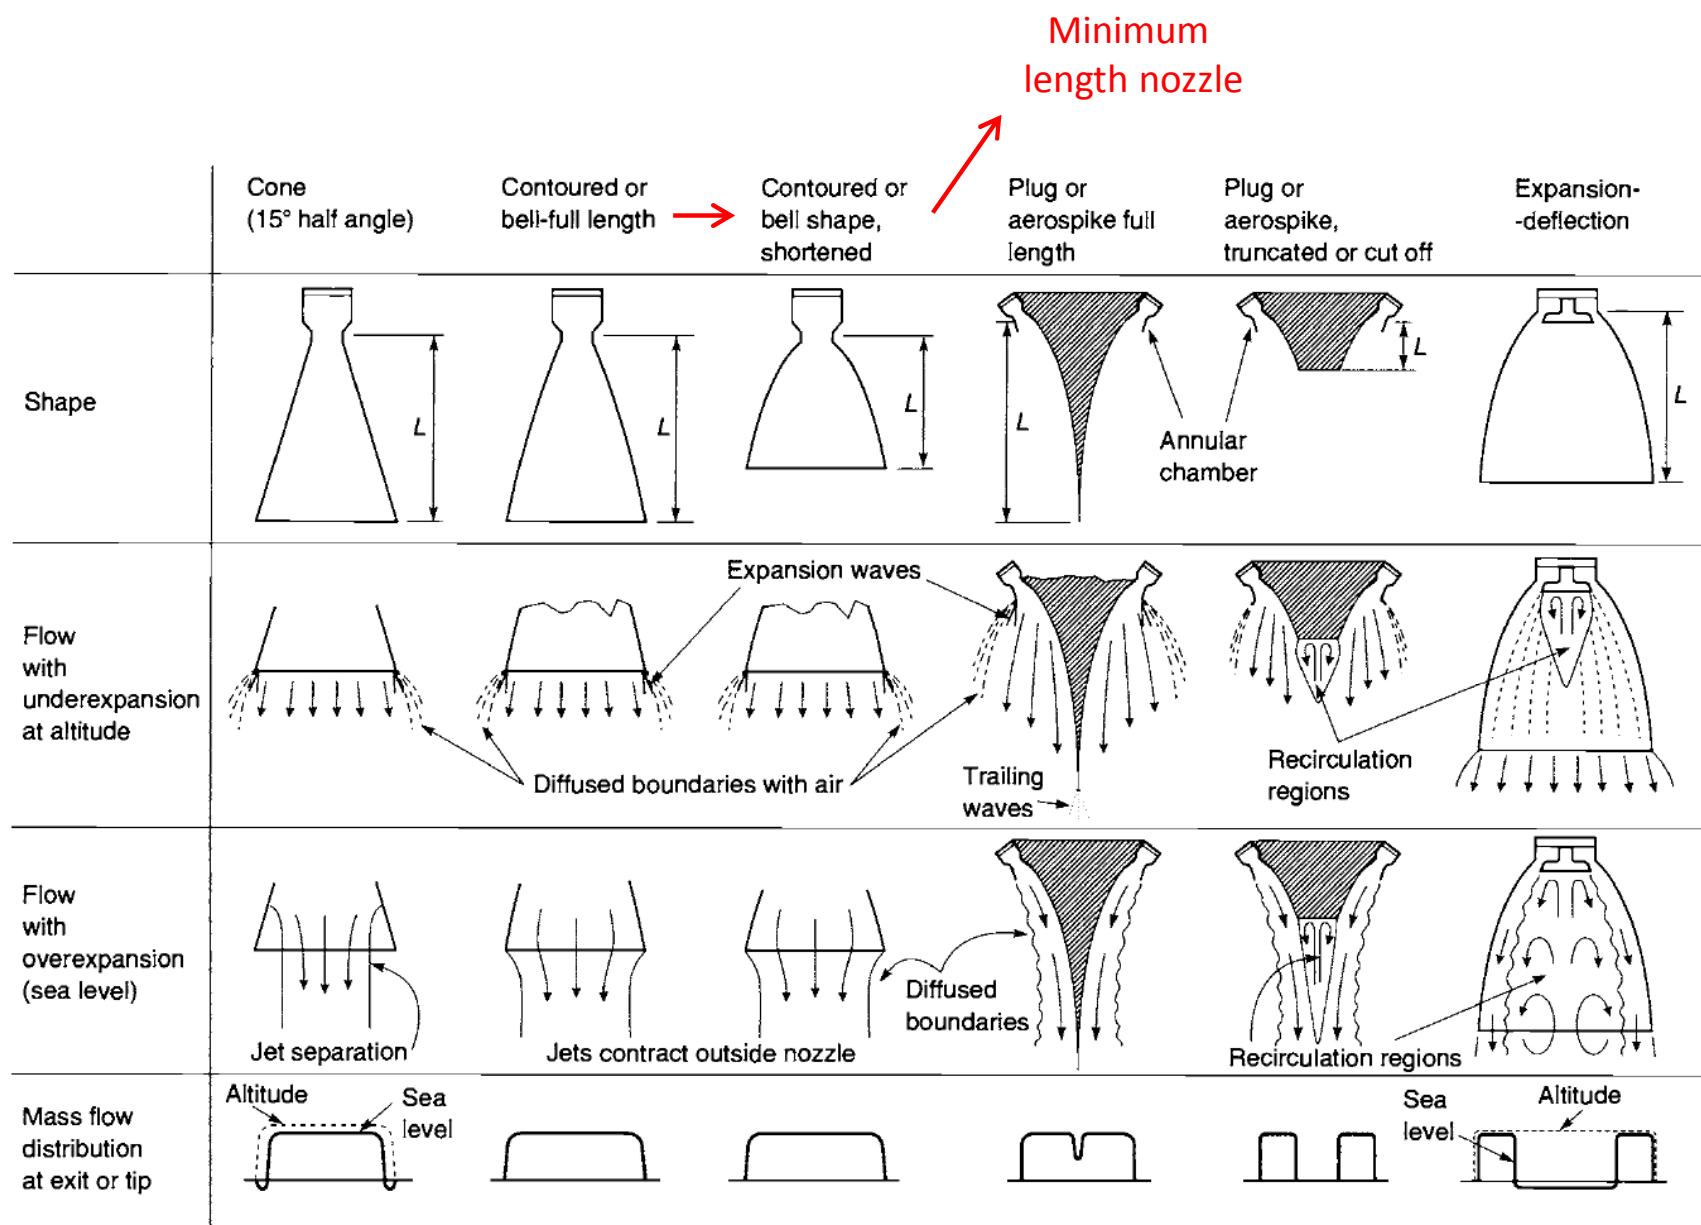 Minimum
length nozzle
Cone
(15° half angle)
Contoured or
bell-full length
Contoured or
bell shape,
shortened
Plug or
aerospike full
length
Plug or
aerospike,
truncated or cut off
Expansion-
-deflection
Shape
L
L
L
L
L
L
Annular
chamber
Flow
with
underexpansion
at altitude
Expansion waves
Diffused boundaries with air
Trailing
waves
Recirculation
regions
Flow
with
overexpansion
(sea level)
Jet separation
Jets contract outside nozzle
Diffused
boundaries
Recirculation regions
Mass flow
distribution
at exit or tip
Altitude
Sea
level
Sea
level
Altitude